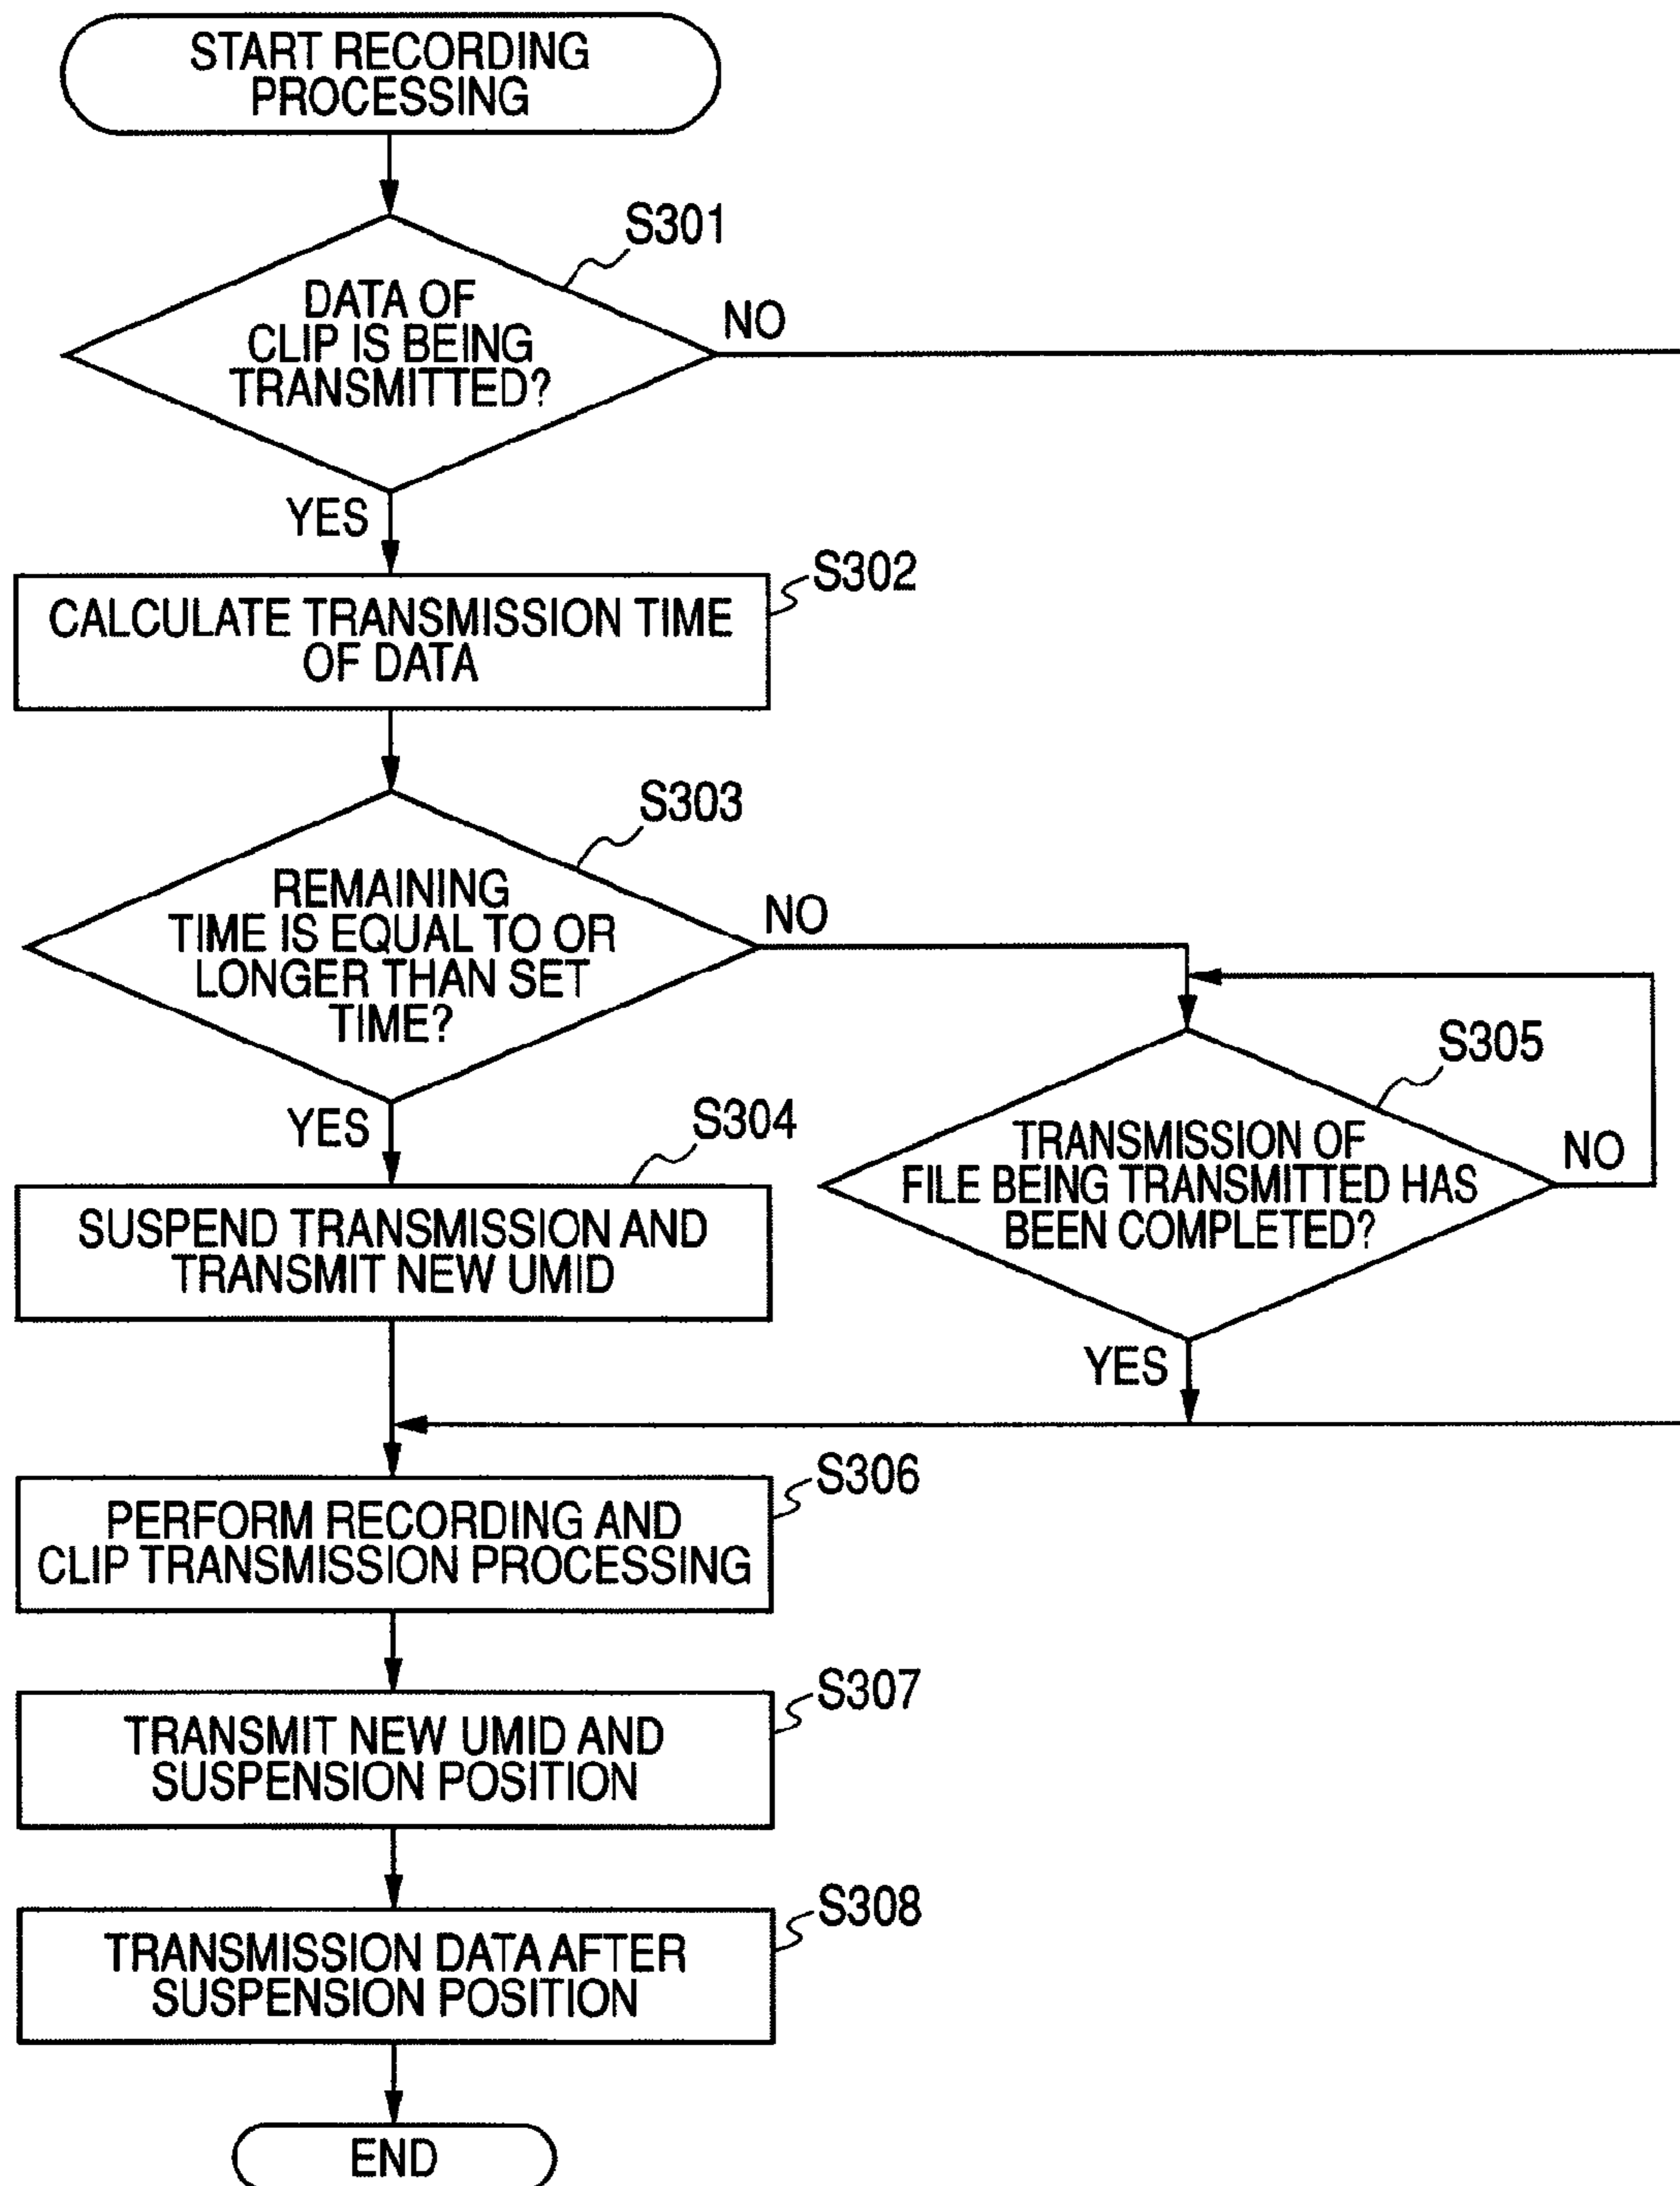 START RECORDING
PROCESSING
S301
DATA OF
CLIP IS BEING
TRANSMITTED?
NO
YES
S302
CALCULATE TRANSMISSION TIME
OF DATA
S303
REMAINING
TIME IS EQUAL TO OR
LONGER THAN SET
TIME?
NO
YES
S304
SUSPEND TRANSMISSION AND
TRANSMIT NEW UMID
S305
TRANSMISSION OF
FILE BEING TRANSMITTED HAS
BEEN COMPLETED?
NO
YES
S306
PERFORM RECORDING AND
CLIP TRANSMISSION PROCESSING
S307
TRANSMIT NEW UMID AND
SUSPENSION POSITION
S308
TRANSMISSION DATA AFTER
SUSPENSION POSITION
END